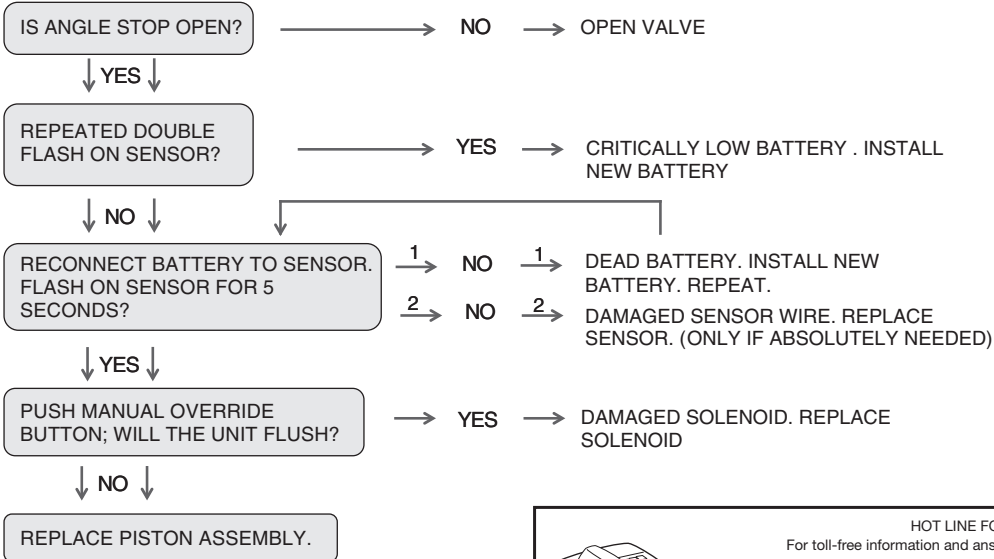 IS ANGLE STOP OPEN?
NO
OPEN VALVE
YES
REPEATED DOUBLE
FLASH ON SENSOR?
YES
CRITICALLY LOW BATTERY . INSTALL
NEW BATTERY
NO
RECONNECT BATTERY TO SENSOR.
FLASH ON SENSOR FOR 5
SECONDS?
1
NO
1
DEAD BATTERY. INSTALL NEW
BATTERY. REPEAT.
2
NO
2
DAMAGED SENSOR WIRE. REPLACE
SENSOR. (ONLY IF ABSOLUTELY NEEDED)
YES
PUSH MANUAL OVERRIDE
BUTTON; WILL THE UNIT FLUSH?
YES
DAMAGED SOLENOID. REPLACE
SOLENOID
NO
REPLACE PISTON ASSEMBLY.
HOT LINE
For toll-free information and